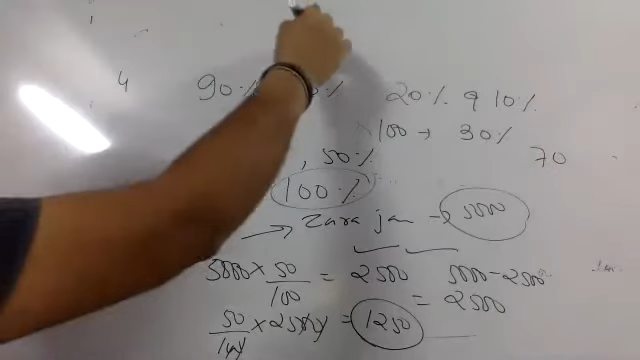 4 90% % 20% 9 10%
100 → 30%
, 50% 70
100%
Zara jan → 5000
5000 × 50/100 = 2500 5000 - 2500
= 2500
50/100 × 2500 = 1250